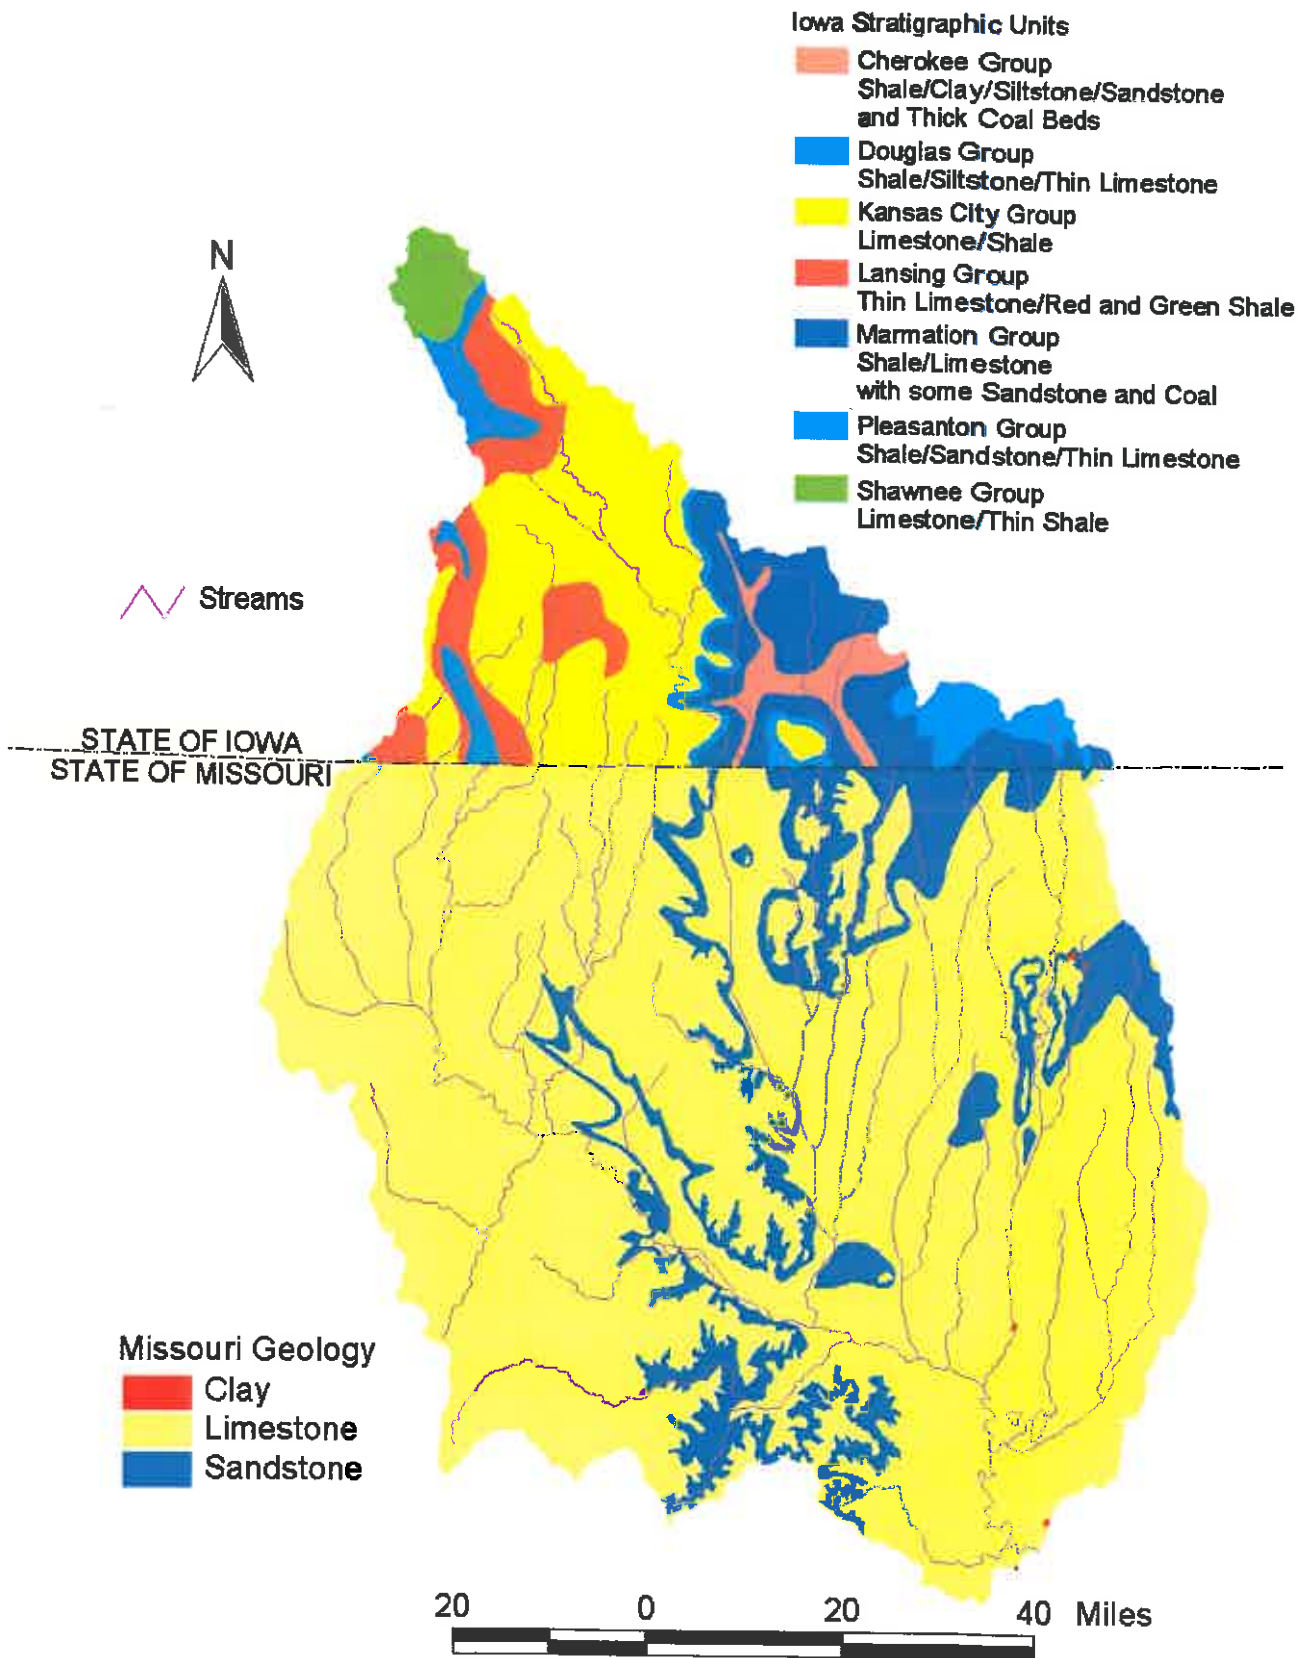 Iowa Stratigraphic Units
Cherokee Group
Shale/Clay/Siltstone/Sandstone
and Thick Coal Beds
Douglas Group
Shale/Siltstone/Thin Limestone
Kansas City Group
Limestone/Shale
Lansing Group
Thin Limestone/Red and Green Shale
Marmation Group
Shale/Limestone
with some Sandstone and Coal
Pleasanton Group
Shale/Sandstone/Thin Limestone
Shawnee Group
Limestone/Thin Shale
N
Streams
STATE OF IOWA
STATE OF MISSOURI
Missouri Geology
Clay
Limestone
Sandstone
20 0 20 40 Miles